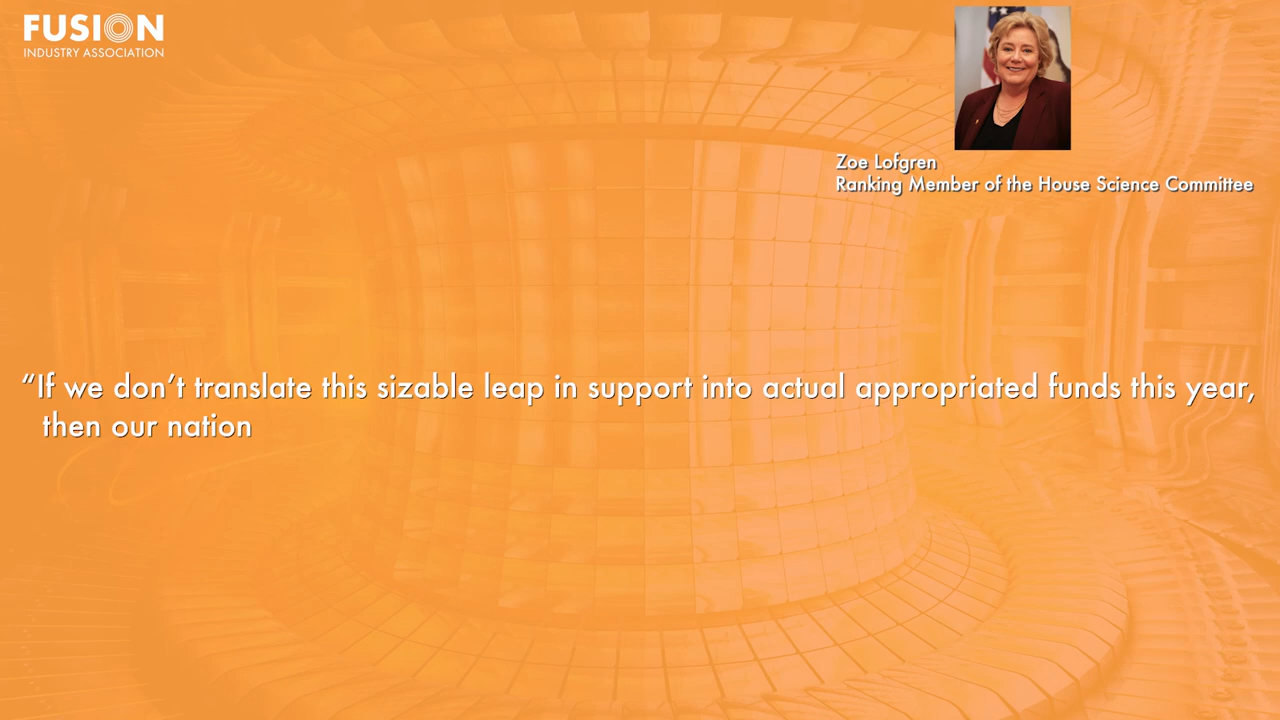 FUSION
INDUSTRY ASSOCIATION
Zoe Lofgren
Ranking Member of the House Science Committee
“If we don’t translate this sizable leap in support into actual appropriated funds this year,
then our nation